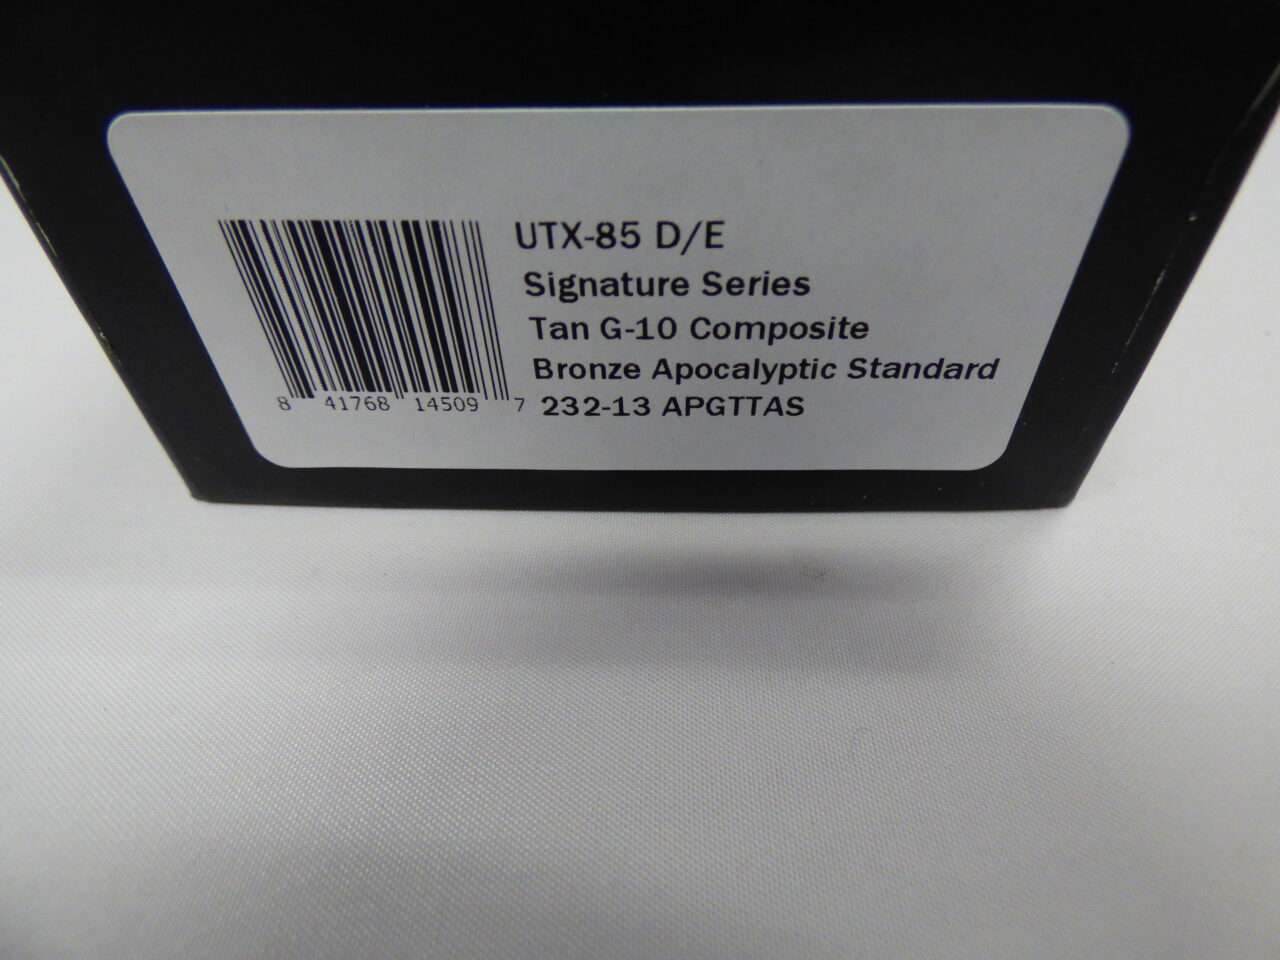 UTX-85 D/E
Signature Series
Tan G-10 Composite
Bronze Apocalyptic Standard
232-13 APGTTAS
8 41768 14509 7